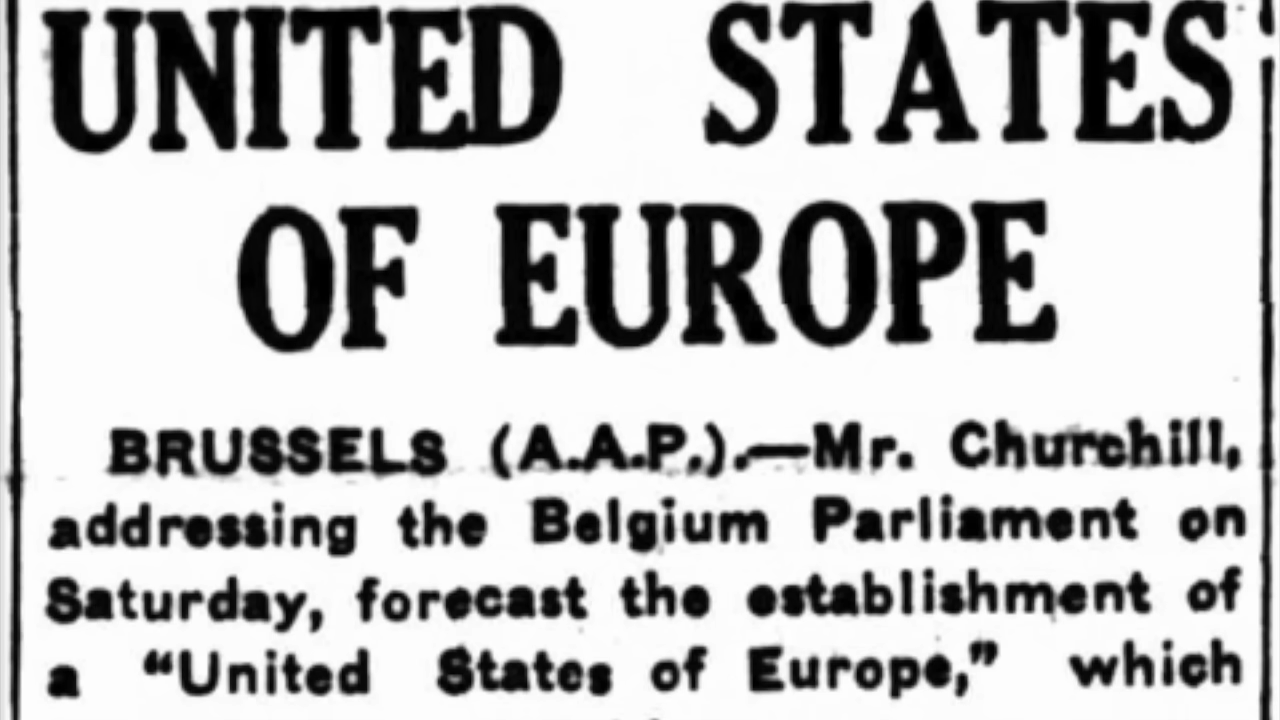 UNITED STATES
OF EUROPE
BRUSSELS (A.A.P.).—Mr. Churchill,
addressing the Belgium Parliament on
Saturday, forecast the establishment of
a “United States of Europe,” which